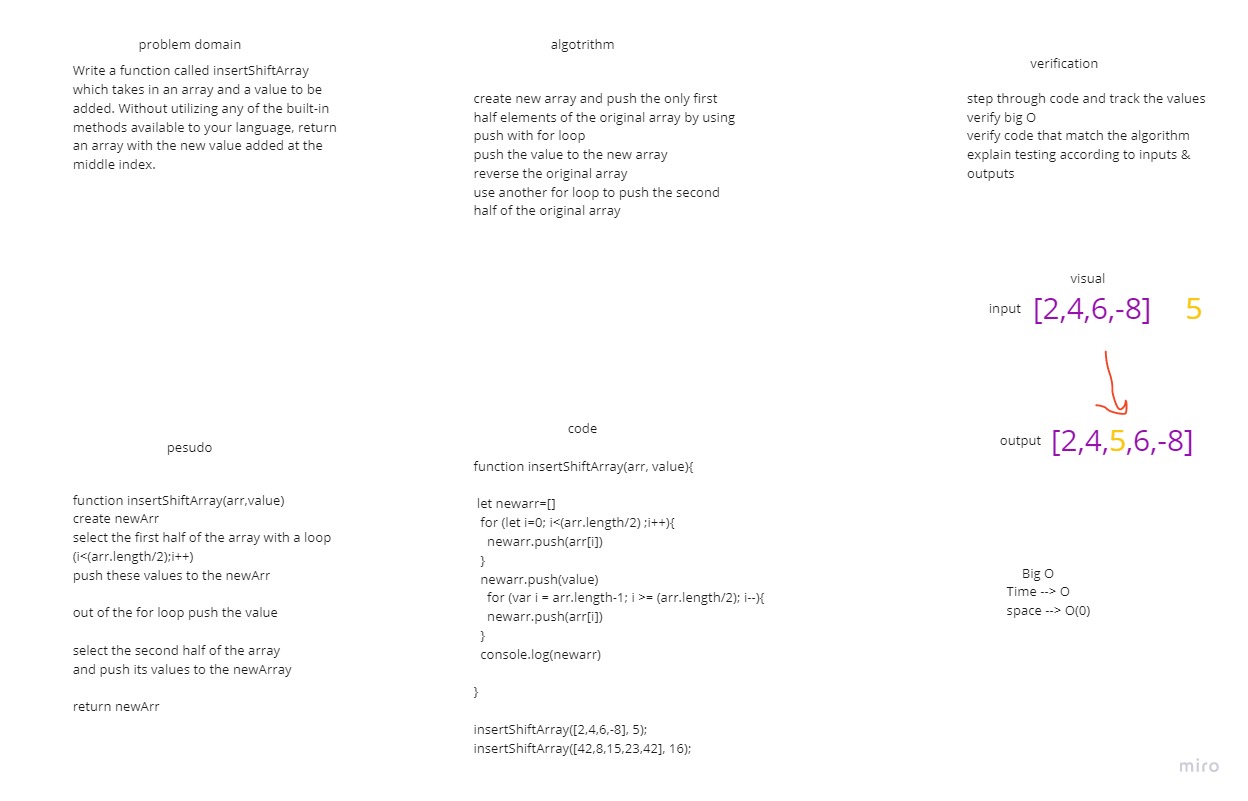 problem domain
Write a function called insertShiftArray
which takes in an array and a value to be
added. Without utilizing any of the built-in
methods available to your language, return
an array with the new value added at the
middle index.
algotrithm
create new array and push the only first
half elements of the original array by using
push with for loop
push the value to the new array
reverse the original array
use another for loop to push the second
half of the original array
verification
step through code and track the values
verify big O
verify code that match the algorithm
explain testing according to inputs &
outputs
visual
input [2,4,6,-8] 5
output [2,4,5,6,-8]
pesudo
function insertShiftArray(arr,value)
create newArr
select the first half of the array with a loop
(i<(arr.length/2);i++)
push these values to the newArr
out of the for loop push the value
select the second half of the array
and push its values to the newArray
return newArr
code
function insertShiftArray(arr, value){
let newarr=[]
for (let i=0; i<(arr.length/2) ;i++){
newarr.push(arr[i])
}
newarr.push(value)
for (var i = arr.length-1; i >= (arr.length/2); i--){
newarr.push(arr[i])
}
console.log(newarr)
}
insertShiftArray([2,4,6,-8], 5);
insertShiftArray([42,8,15,23,42], 16);
Big O
Time --> O
space --> O(0)
miro